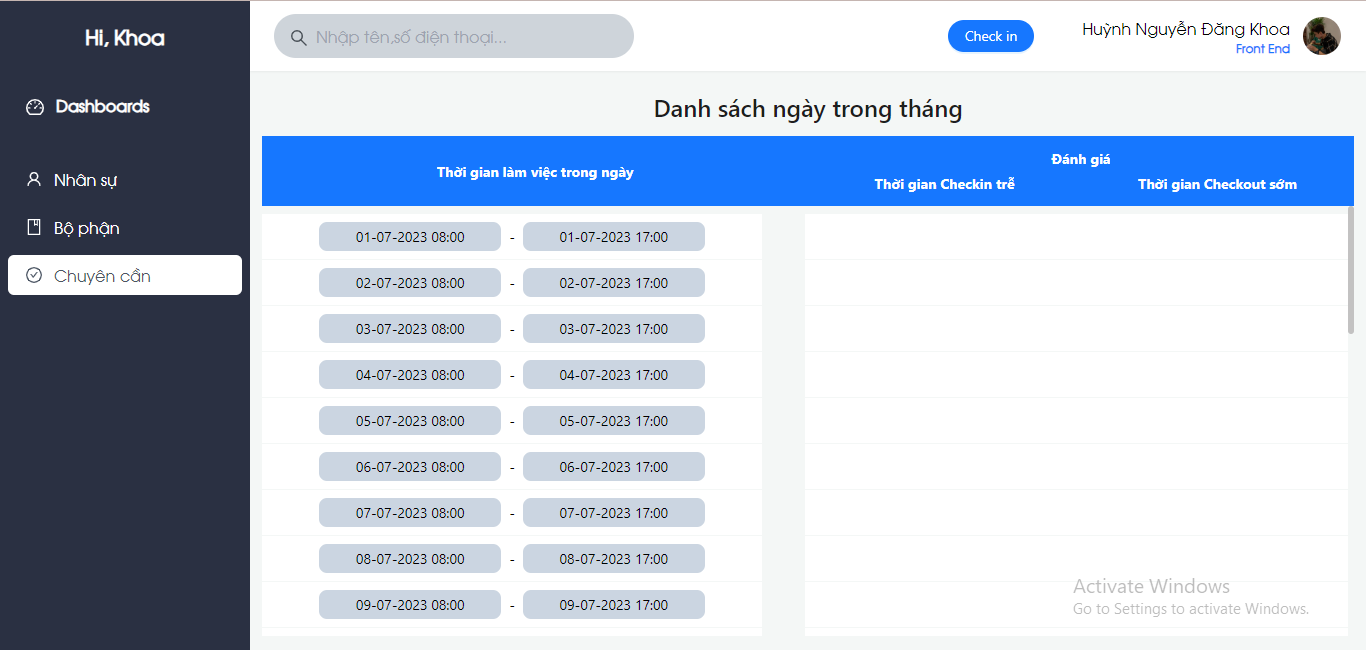 Hi, Khoa
Dashboards
Nhân sự
Bộ phận
Chuyên cần
Nhập tên,số điện thoại...
Check in
Huỳnh Nguyễn Đăng Khoa
Front End
Danh sách ngày trong tháng
Thời gian làm việc trong ngày
Đánh giá
Thời gian Checkin trễ
Thời gian Checkout sớm
01-07-2023 08:00 - 01-07-2023 17:00
02-07-2023 08:00 - 02-07-2023 17:00
03-07-2023 08:00 - 03-07-2023 17:00
04-07-2023 08:00 - 04-07-2023 17:00
05-07-2023 08:00 - 05-07-2023 17:00
06-07-2023 08:00 - 06-07-2023 17:00
07-07-2023 08:00 - 07-07-2023 17:00
08-07-2023 08:00 - 08-07-2023 17:00
09-07-2023 08:00 - 09-07-2023 17:00
Activate Windows
Go to Settings to activate Windows.